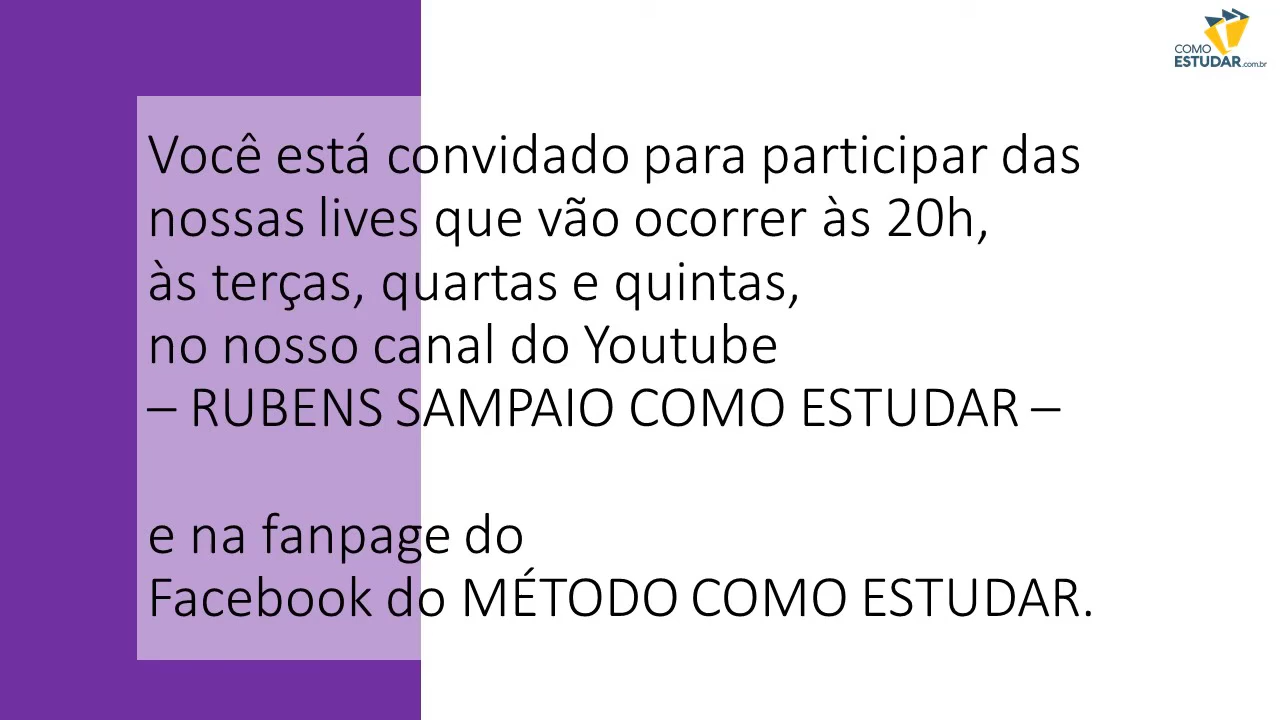 COMO
ESTUDAR.com.br
Você está convidado para participar das
nossas lives que vão ocorrer às 20h,
às terças, quartas e quintas,
no nosso canal do Youtube
– RUBENS SAMPAIO COMO ESTUDAR –
e na fanpage do
Facebook do MÉTODO COMO ESTUDAR.